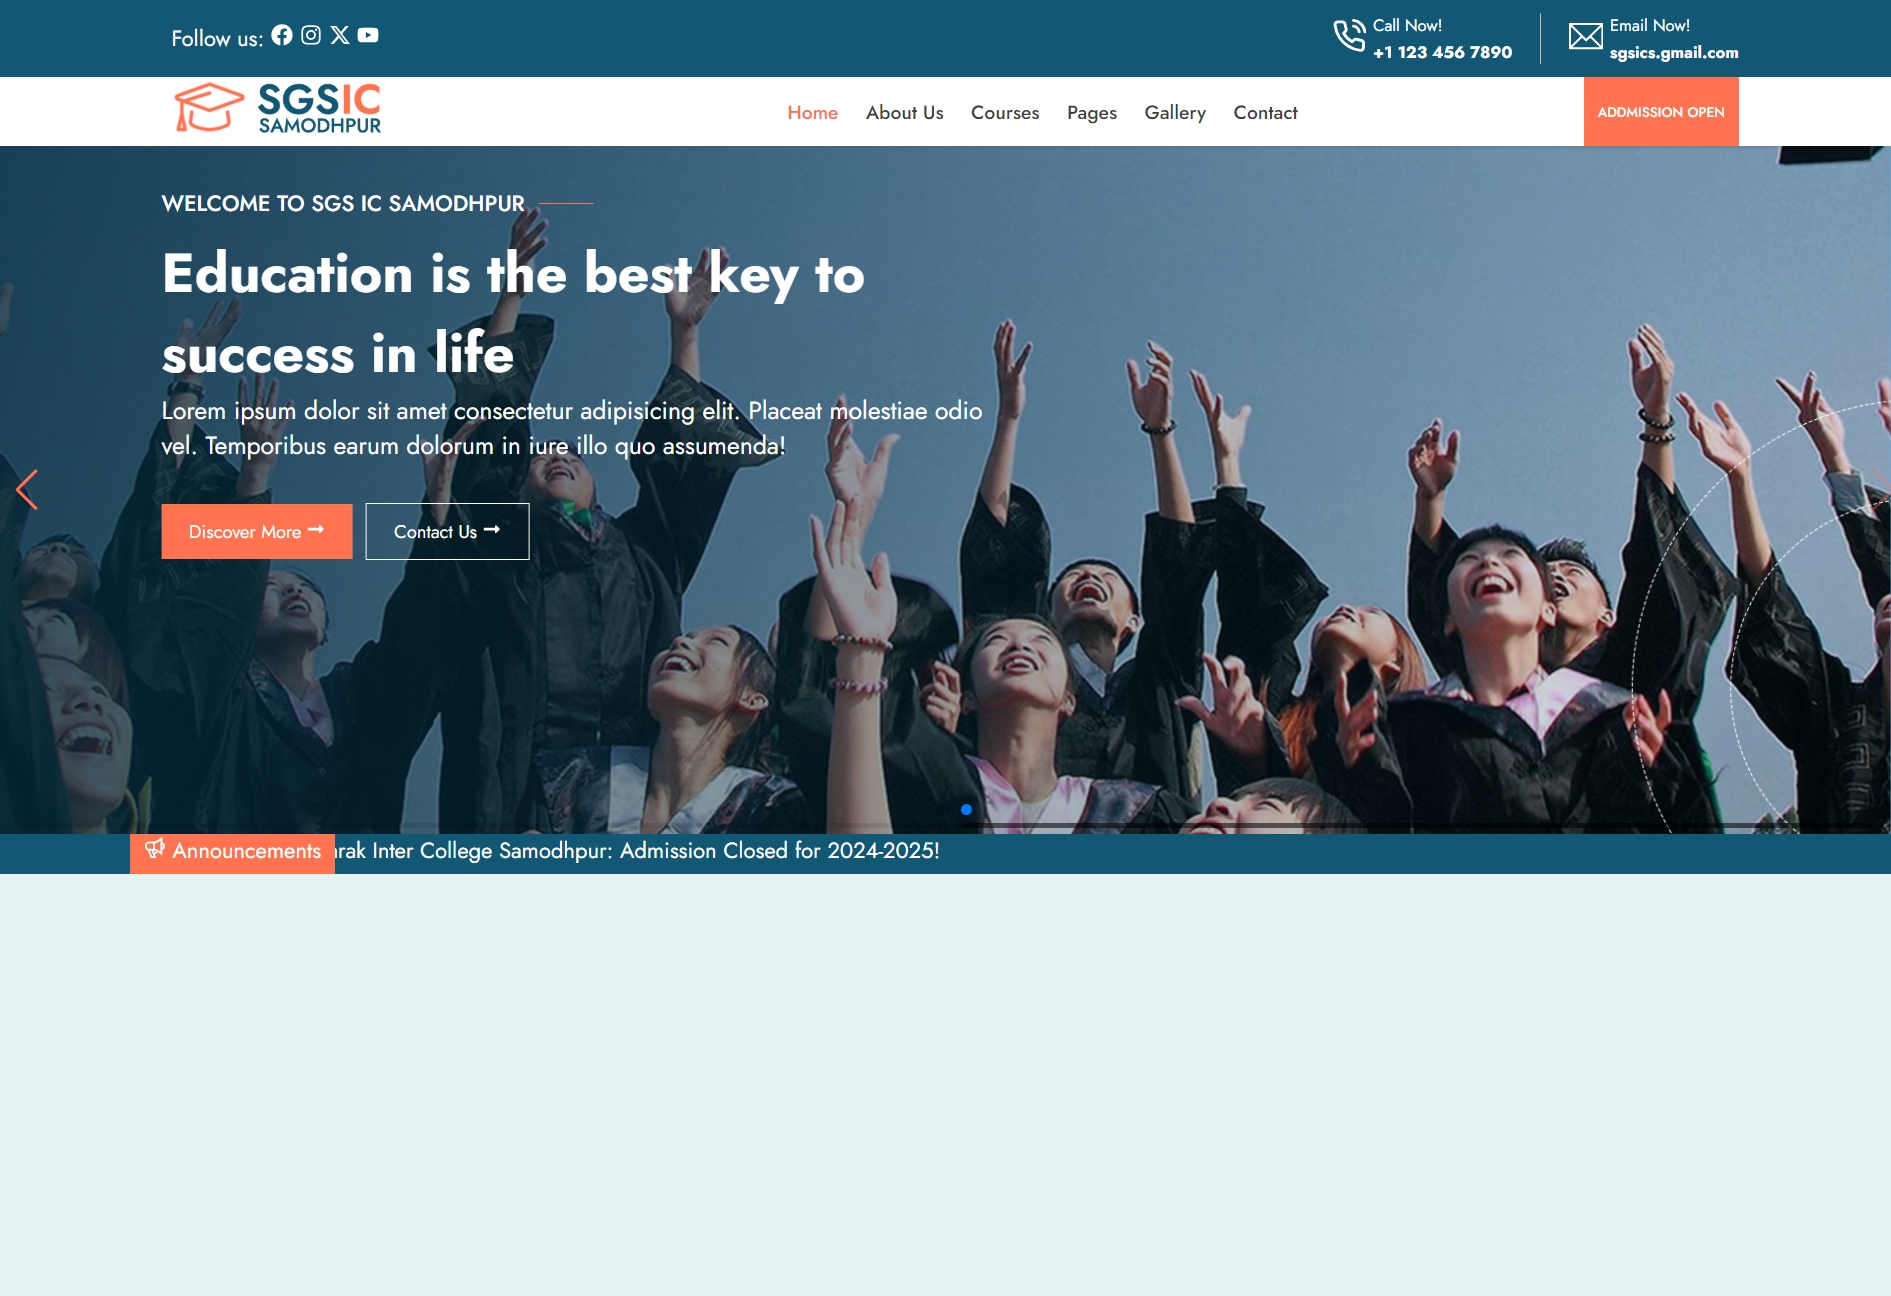 Follow us:
Call Now!
+1 123 456 7890
Email Now!
sgsics.gmail.com
SGSIC
SAMODHPUR
Home About Us Courses Pages Gallery Contact
ADDMISSION OPEN
WELCOME TO SGS IC SAMODHPUR
Education is the best key to
success in life
Lorem ipsum dolor sit amet consectetur adipisicing elit. Placeat molestiae odio
vel. Temporibus earum dolorum in iure illo quo assumenda!
Discover More Contact Us
Announcements Inter College Samodhpur: Admission Closed for 2024-2025!